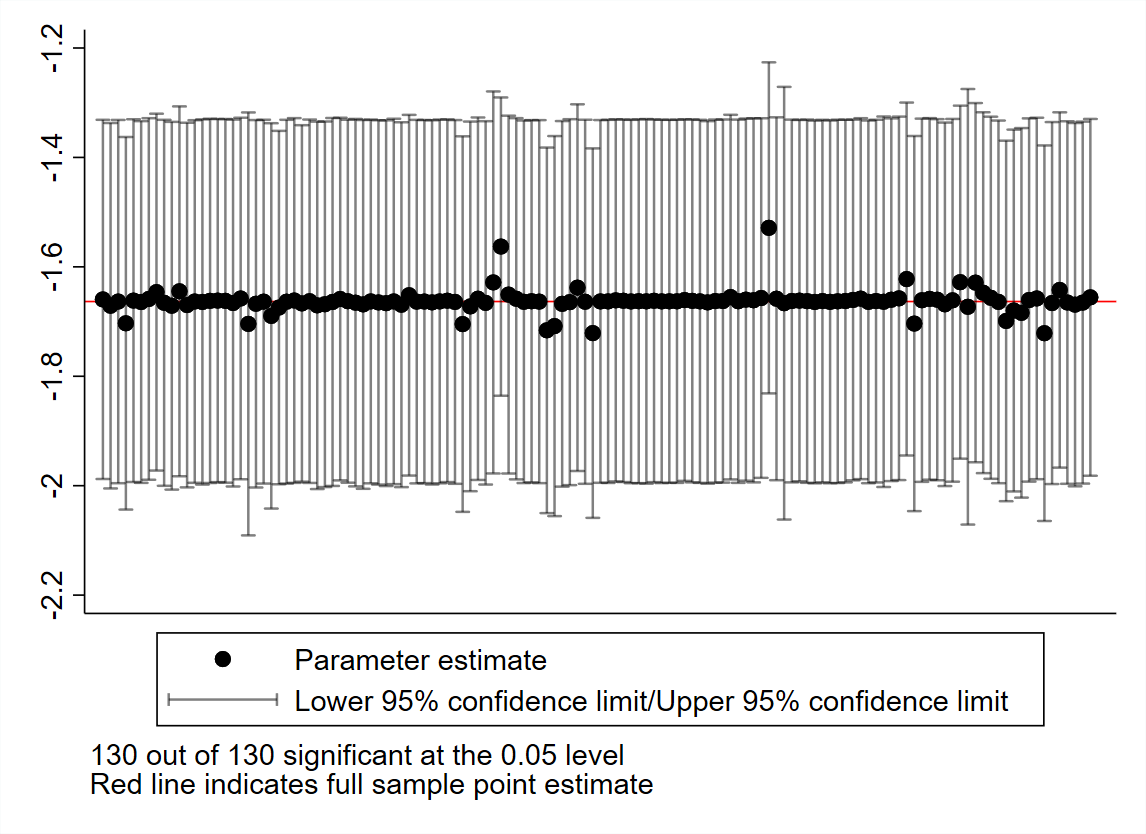 -1.2
-1.4
-1.6
-1.8
-2
-2.2
Parameter estimate
Lower 95% confidence limit/Upper 95% confidence limit
130 out of 130 significant at the 0.05 level
Red line indicates full sample point estimate